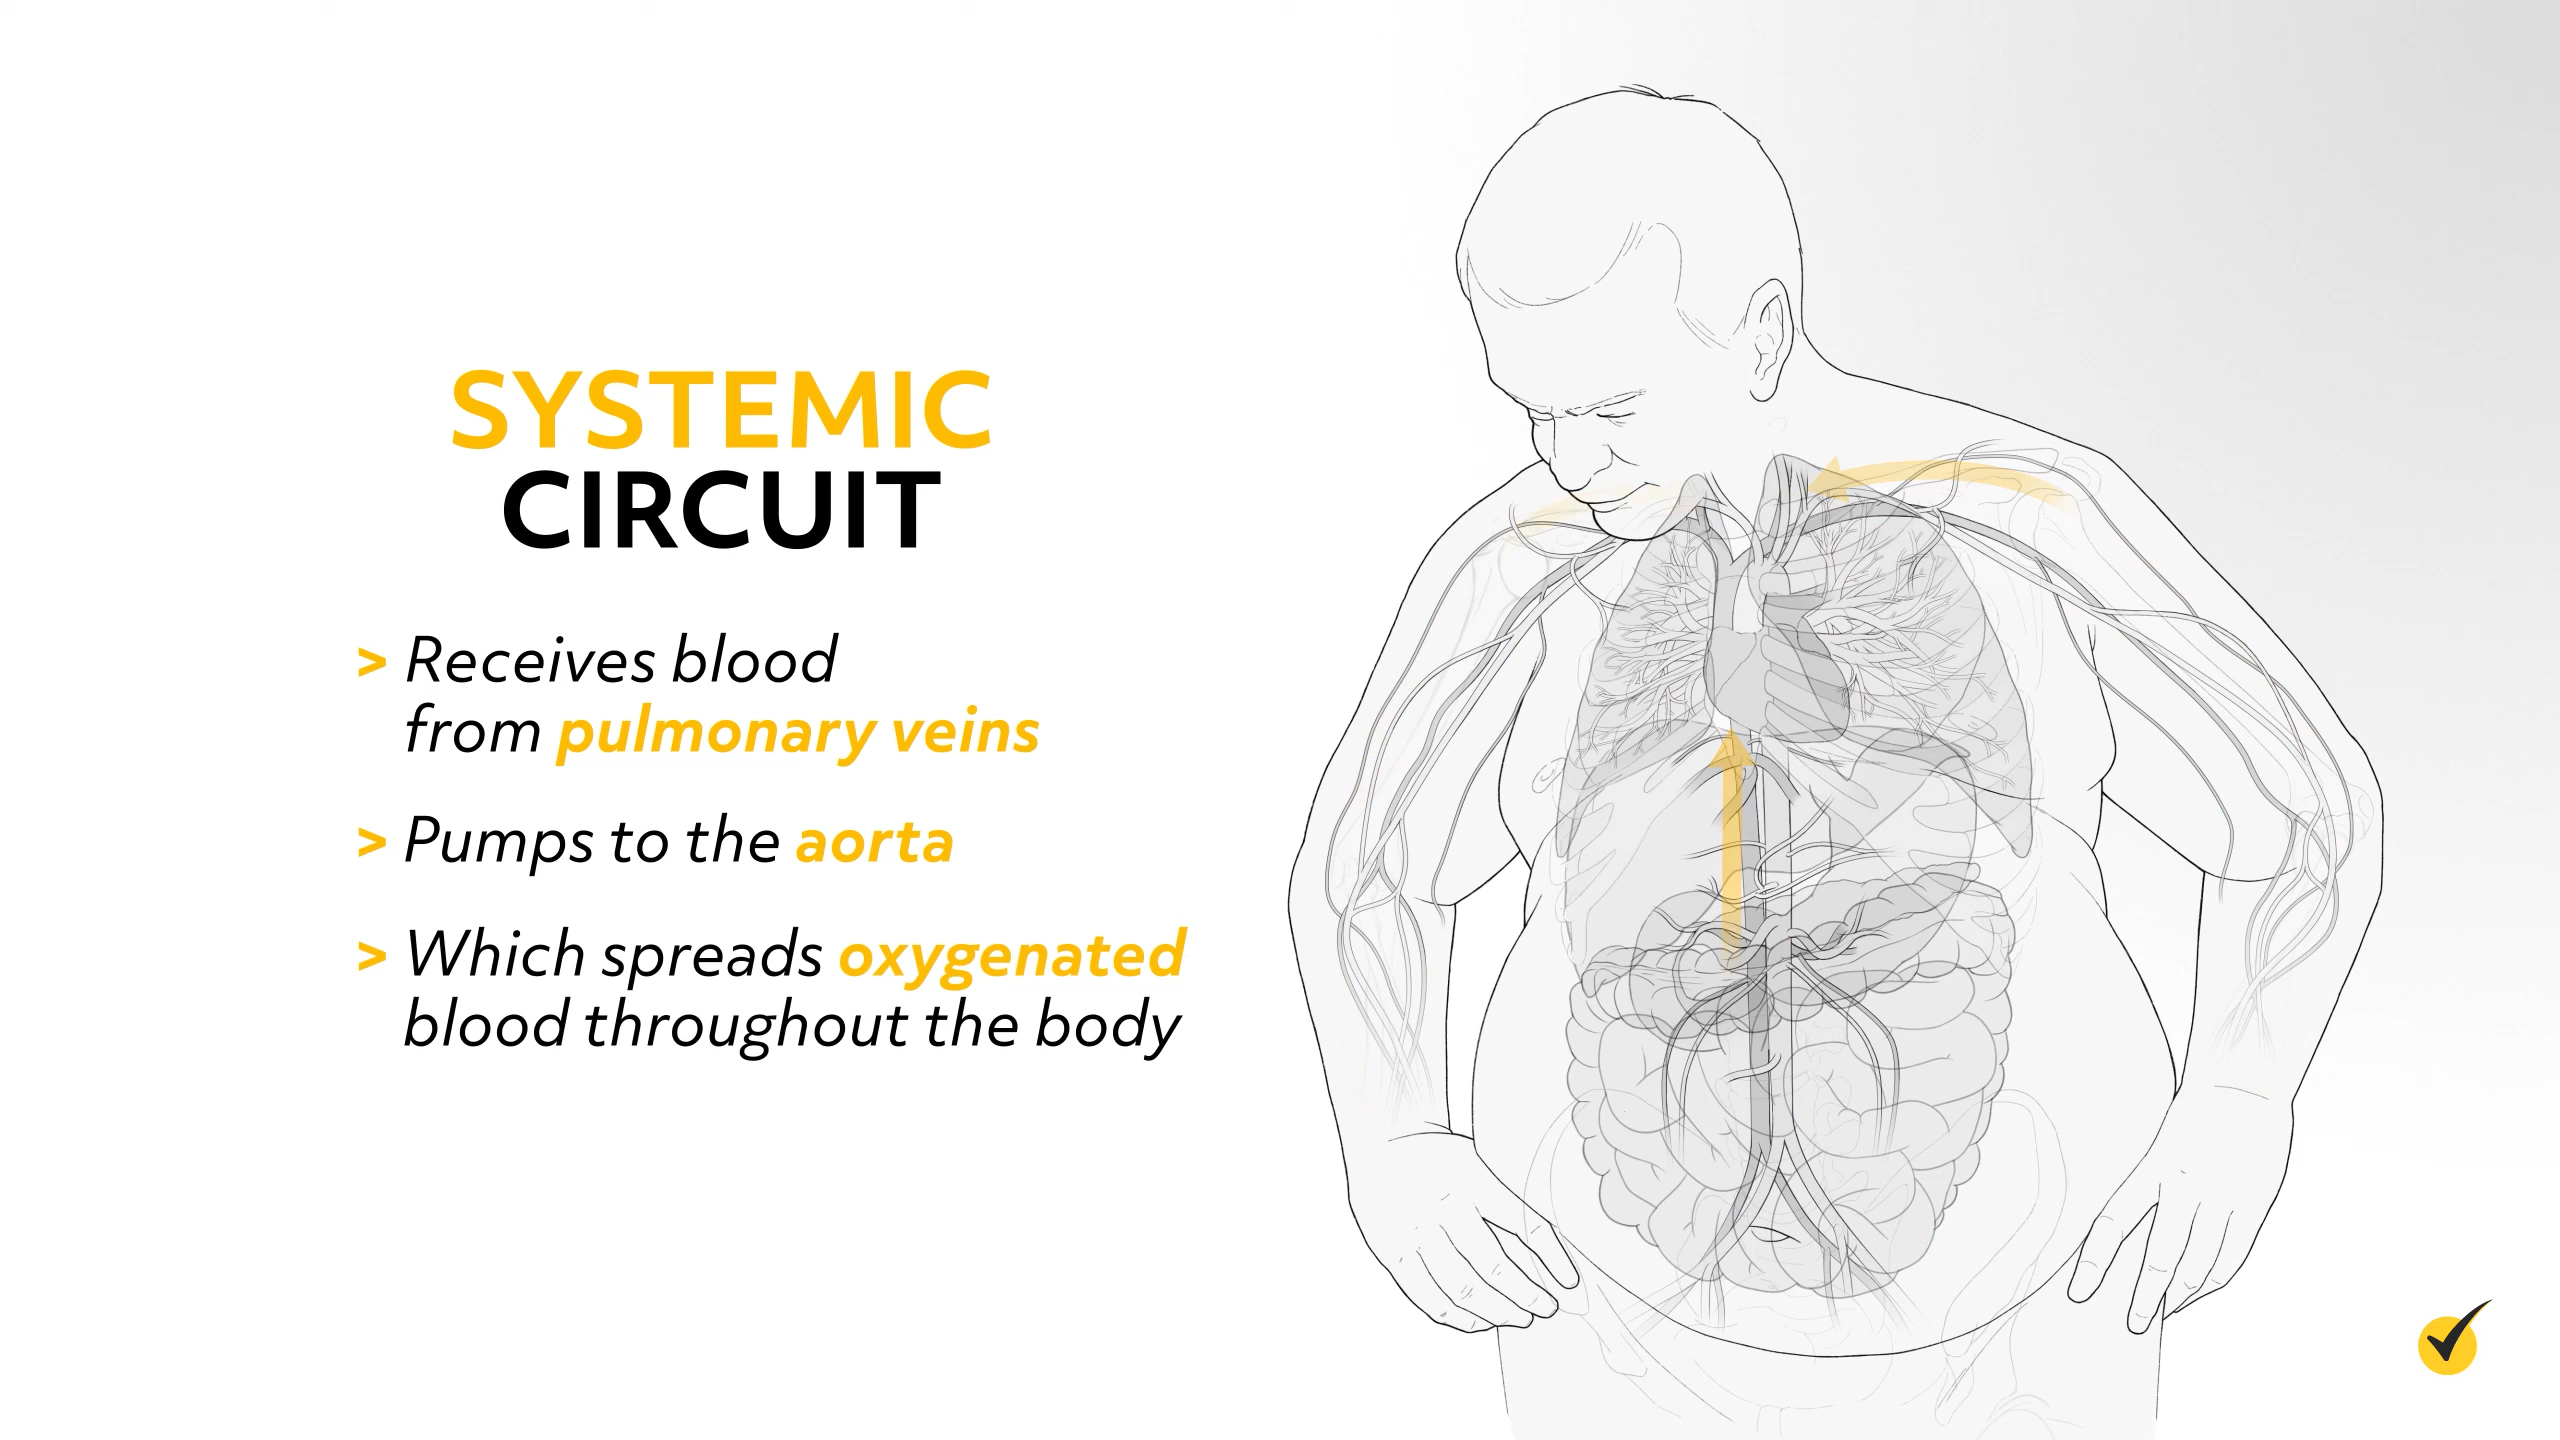 SYSTEMIC
CIRCUIT
> Receives blood
from pulmonary veins
> Pumps to the aorta
> Which spreads oxygenated
blood throughout the body